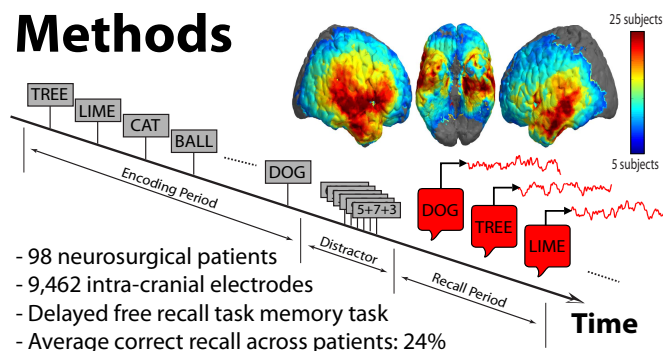 Methods
25 subjects
5 subjects
TREE
LIME
CAT
BALL
......
DOG
5+7+3
DOG
TREE
LIME
......
Encoding Period
Distractor
Recall Period
Time
- 98 neurosurgical patients
- 9,462 intra-cranial electrodes
- Delayed free recall task memory task
- Average correct recall across patients: 24%